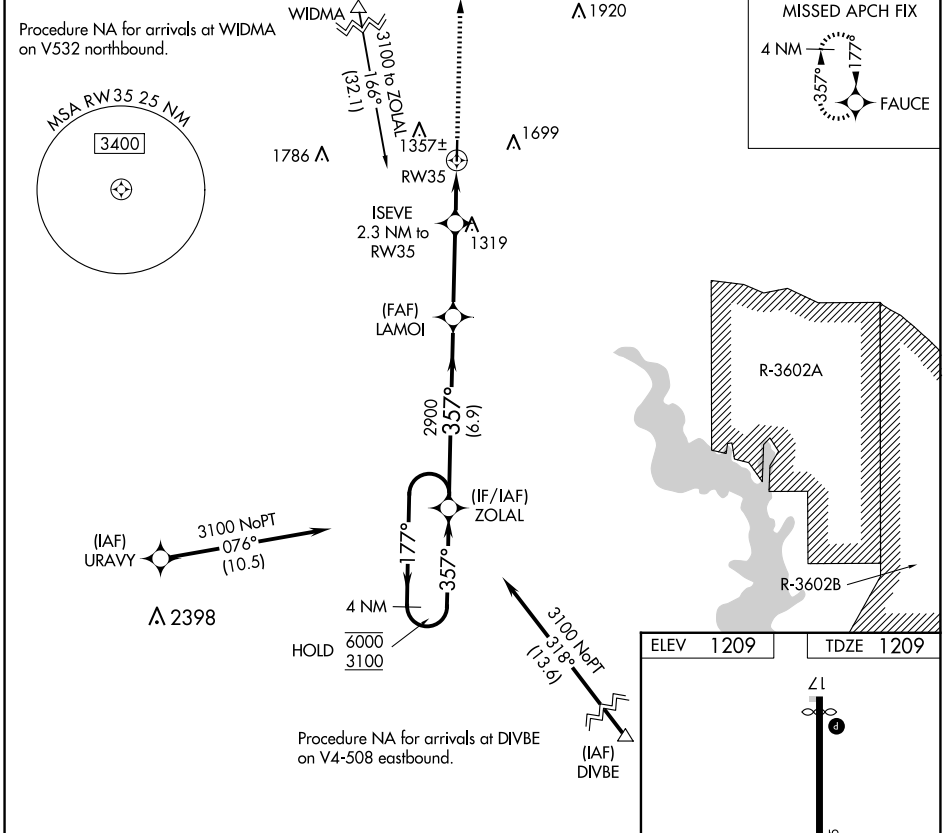 Procedure NA for arrivals at WIDMA
on V532 northbound.
WIDMA
3100 to ZOLAL
166°
(32.1)
1920
MISSED APCH FIX
4 NM
177°
357°
FAUCE
MSA RW35 25 NM
3400
1786
1357±
1699
RW35
ISEVE
2.3 NM to
RW35
1319
(FAF)
LAMOI
R-3602A
2900
357°
(6.9)
(IF/IAF)
ZOLAL
(IAF)
URAVY
3100 NoPT
076°
(10.5)
177°
357°
R-3602B
2398
4 NM
HOLD
6000
3100
3100 NoPT
318°
(13.6)
ELEV 1209
TDZE 1209
17
P
Procedure NA for arrivals at DIVBE
on V4-508 eastbound.
(IAF)
DIVBE